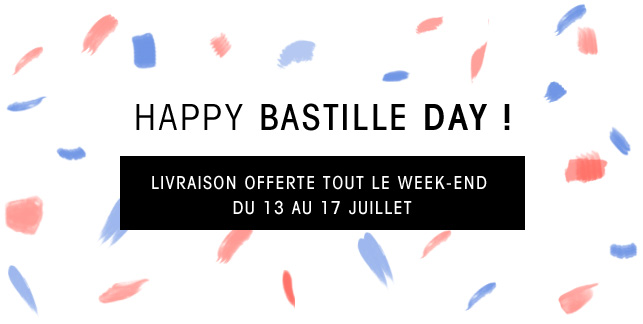 HAPPY BASTILLE DAY !
LIVRAISON OFFERTE TOUT LE WEEK-END
DU 13 AU 17 JUILLET